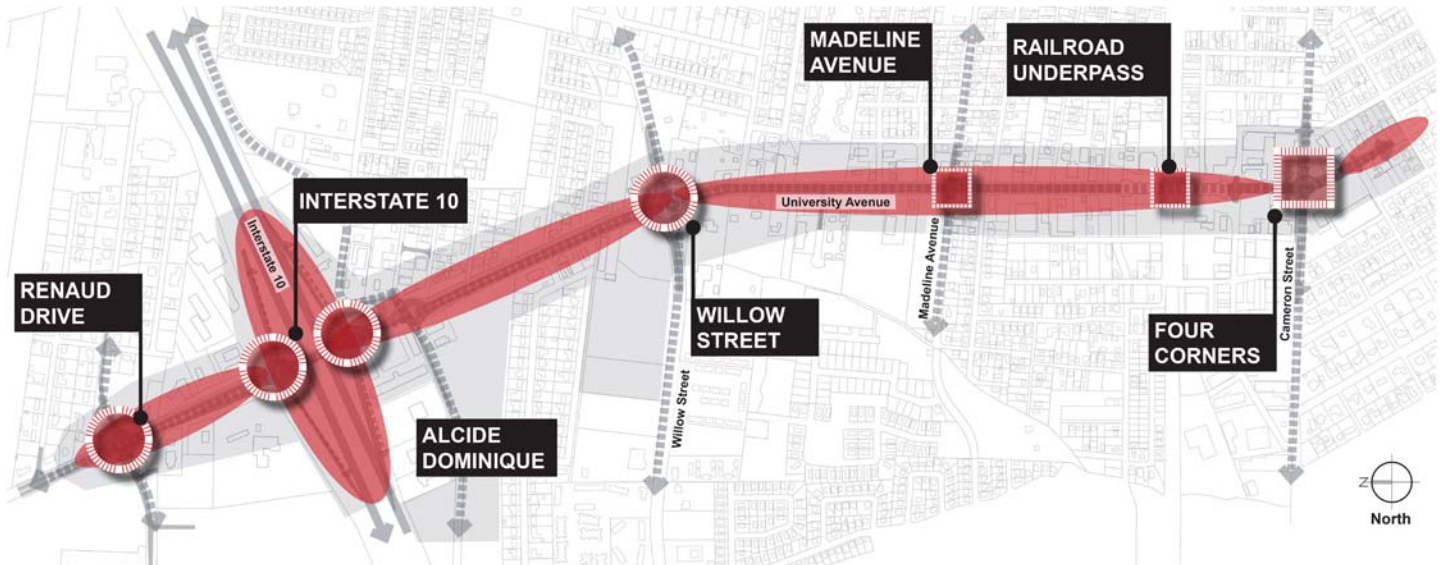 MADELINE
AVENUE
RAILROAD
UNDERPASS
INTERSTATE 10
University Avenue
Interstate 10
RENAUD
DRIVE
Madeline Avenue
Cameron Street
WILLOW
STREET
FOUR
CORNERS
Willow Street
ALCIDE
DOMINIQUE
Z
North